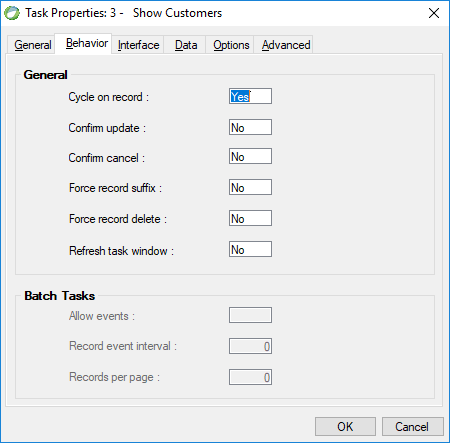 Task Properties: 3 - Show Customers
General Behavior Interface Data Options Advanced
General
Cycle on record : Yes
Confirm update : No
Confirm cancel : No
Force record suffix : No
Force record delete : No
Refresh task window : No
Batch Tasks
Allow events :
Record event interval : 0
Records per page : 0
OK Cancel